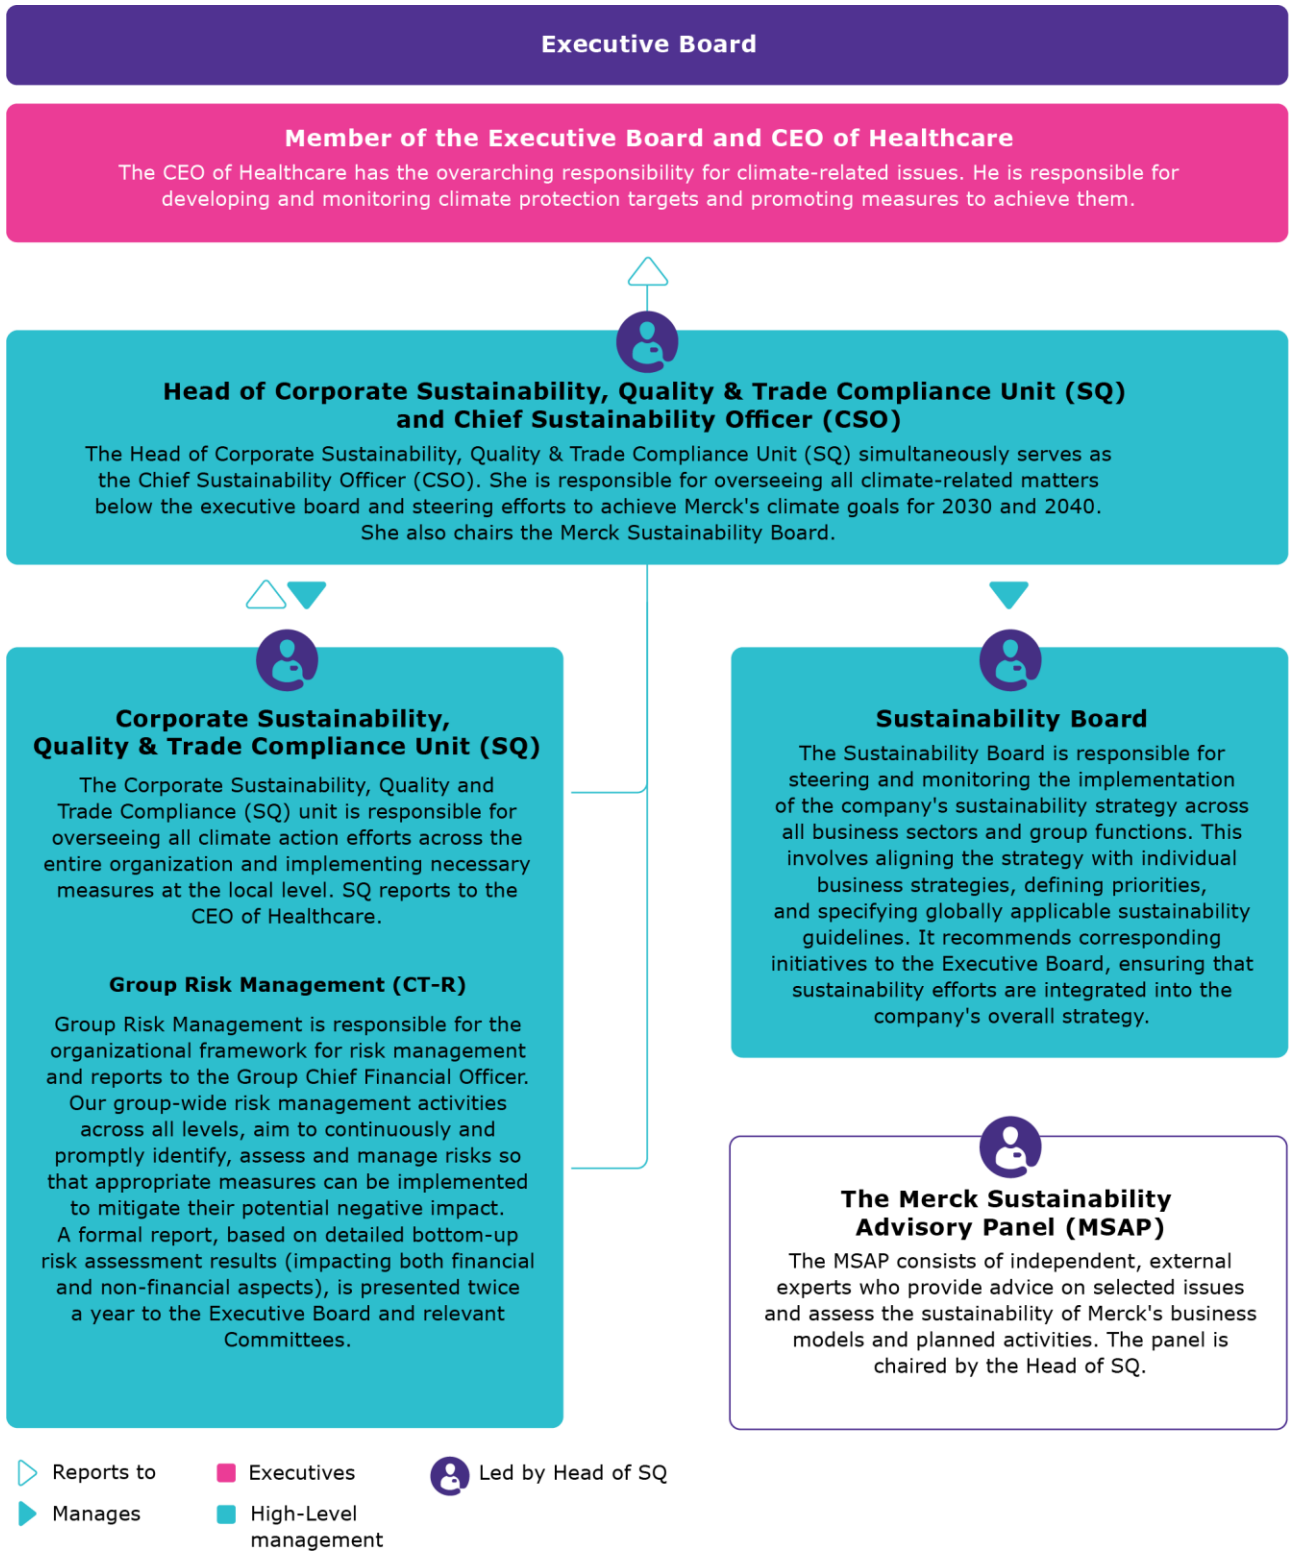 Executive Board
Member of the Executive Board and CEO of Healthcare
The CEO of Healthcare has the overarching responsibility for climate-related issues. He is responsible for
developing and monitoring climate protection targets and promoting measures to achieve them.
Head of Corporate Sustainability, Quality & Trade Compliance Unit (SQ)
and Chief Sustainability Officer (CSO)
The Head of Corporate Sustainability, Quality & Trade Compliance Unit (SQ) simultaneously serves as
the Chief Sustainability Officer (CSO). She is responsible for overseeing all climate-related matters
below the executive board and steering efforts to achieve Merck's climate goals for 2030 and 2040.
She also chairs the Merck Sustainability Board.
Corporate Sustainability,
Quality & Trade Compliance Unit (SQ)
The Corporate Sustainability, Quality and
Trade Compliance (SQ) unit is responsible for
overseeing all climate action efforts across the
entire organization and implementing necessary
measures at the local level. SQ reports to the
CEO of Healthcare.
Group Risk Management (CT-R)
Group Risk Management is responsible for the
organizational framework for risk management
and reports to the Group Chief Financial Officer.
Our group-wide risk management activities
across all levels, aim to continuously and
promptly identify, assess and manage risks so
that appropriate measures can be implemented
to mitigate their potential negative impact.
A formal report, based on detailed bottom-up
risk assessment results (impacting both financial
and non-financial aspects), is presented twice
a year to the Executive Board and relevant
Committees.
Sustainability Board
The Sustainability Board is responsible for
steering and monitoring the implementation
of the company's sustainability strategy across
all business sectors and group functions. This
involves aligning the strategy with individual
business strategies, defining priorities,
and specifying globally applicable sustainability
guidelines. It recommends corresponding
initiatives to the Executive Board, ensuring that
sustainability efforts are integrated into the
company's overall strategy.
The Merck Sustainability
Advisory Panel (MSAP)
The MSAP consists of independent, external
experts who provide advice on selected issues
and assess the sustainability of Merck's business
models and planned activities. The panel is
chaired by the Head of SQ.
Reports to
Manages
Executives
High-Level
management
Led by Head of SQ